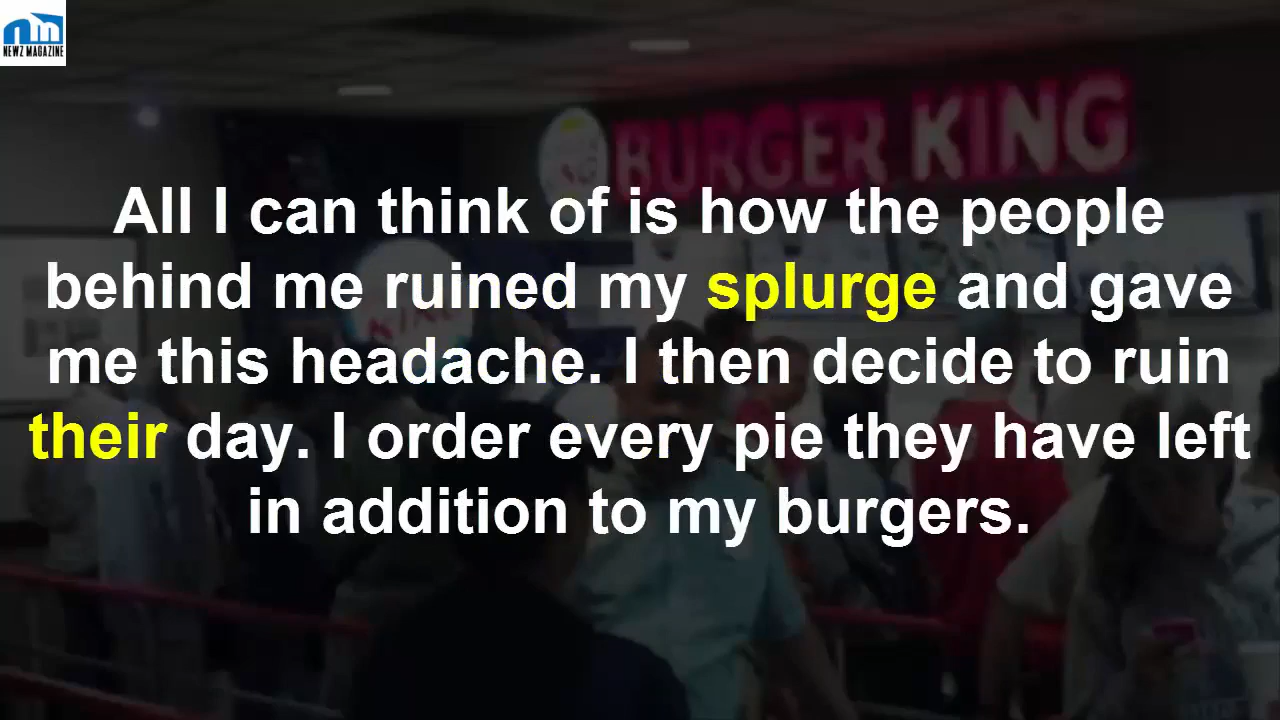 NEWZ MAGAZINE
BURGER KING
All I can think of is how the people
behind me ruined my splurge and gave
me this headache. I then decide to ruin
their day. I order every pie they have left
in addition to my burgers.